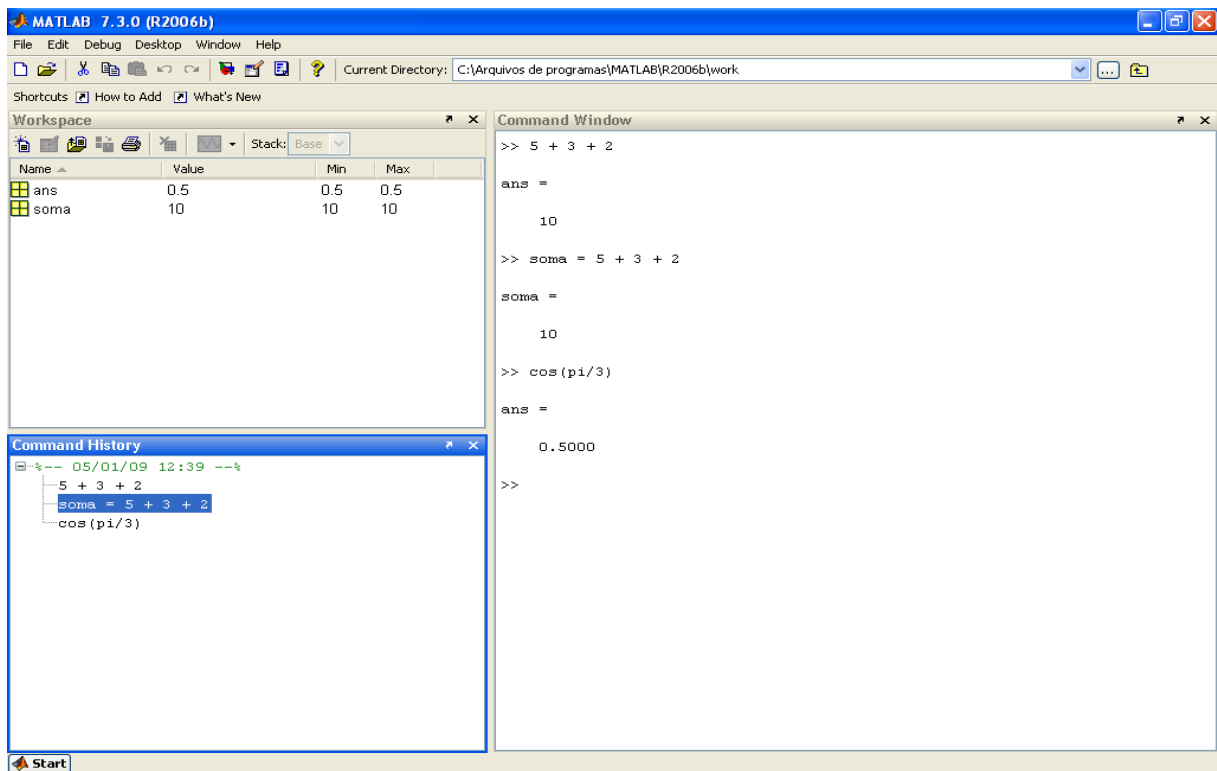 MATLAB 7.3.0 (R2006b)
File Edit Debug Desktop Window Help
Current Directory: C:\Arquivos de programas\MATLAB\R2006b\work
Shortcuts How to Add What's New
Workspace
Stack: Base
Name Value Min Max
ans 0.5 0.5 0.5
soma 10 10 10
Command History
%-- 05/01/09 12:39 --%
5 + 3 + 2
soma = 5 + 3 + 2
cos(pi/3)
Command Window
>> 5 + 3 + 2
ans =
10
>> soma = 5 + 3 + 2
soma =
10
>> cos(pi/3)
ans =
0.5000
>>
Start